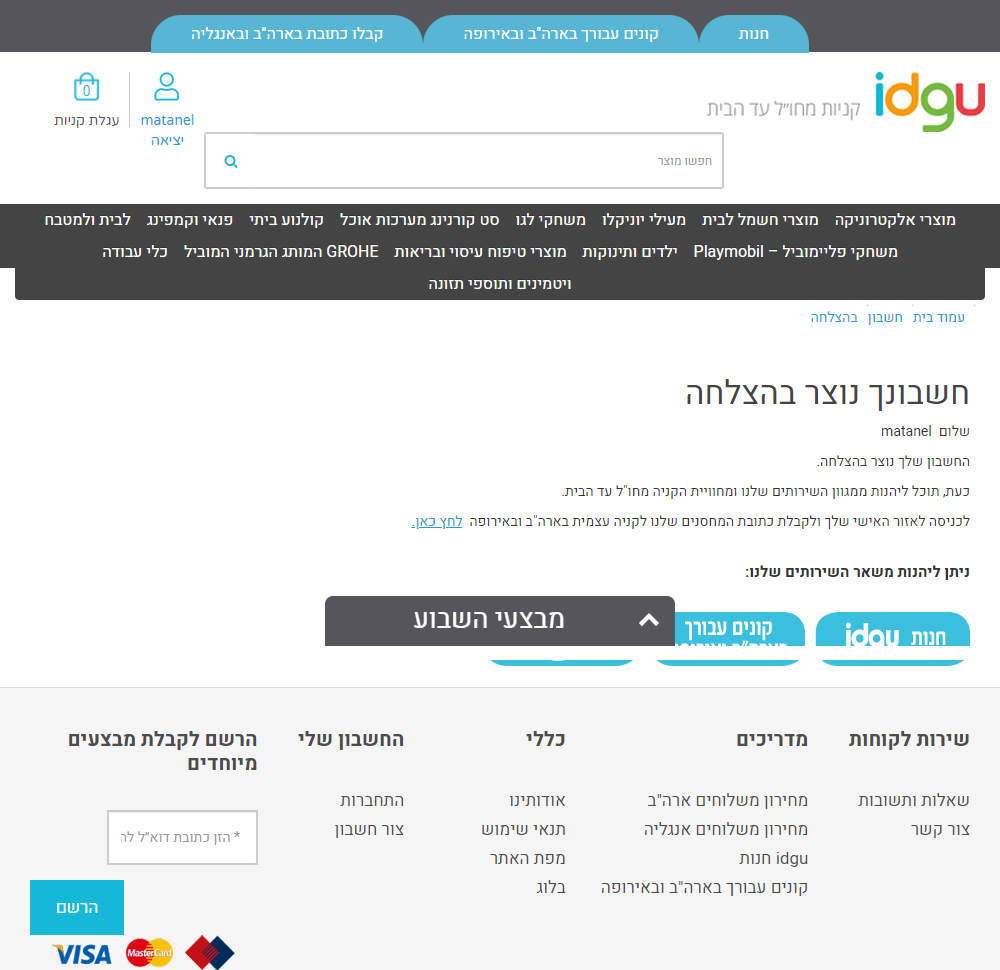 חנות
קונים עבורך בארה"ב ובאירופה
קבלו כתובת בארה"ב ובאנגליה
idgu
קניות מחו"ל עד הבית
matanel
יציאה
0
עגלת קניות
חפשו מוצר
מוצרי אלקטרוניקה מוצרי חשמל לבית מעילי יוניקלו משחקי לגו סט קורנינג מערכות אוכל קולנוע ביתי פנאי וקמפינג לבית ולמטבח
משחקי פליימוביל – Playmobil ילדים ותינוקות מוצרי טיפוח עיסוי ובריאות GROHE המותג הגרמני המוביל כלי עבודה
ויטמינים ותוספי תזונה
עמוד בית חשבון בהצלחה
חשבונך נוצר בהצלחה
שלום matanel
החשבון שלך נוצר בהצלחה.
כעת, תוכל ליהנות ממגוון השירותים שלנו ומחוויית הקניה מחו"ל עד הבית.
לכניסה לאזור האישי שלך ולקבלת כתובת המחסנים שלנו לקניה עצמית בארה"ב ובאירופה לחץ כאן.
ניתן ליהנות משאר השירותים שלנו:
חנות idgu
קונים עבורך
מבצעי השבוע
שירות לקוחות
שאלות ותשובות
צור קשר
מדריכים
מחירון משלוחים ארה"ב
מחירון משלוחים אנגליה
idgu חנות
קונים עבורך בארה"ב ובאירופה
כללי
אודותינו
תנאי שימוש
מפת האתר
בלוג
החשבון שלי
התחברות
צור חשבון
הרשם לקבלת מבצעים
מיוחדים
* הזן כתובת דוא"ל לר
הרשם
VISA
MasterCard